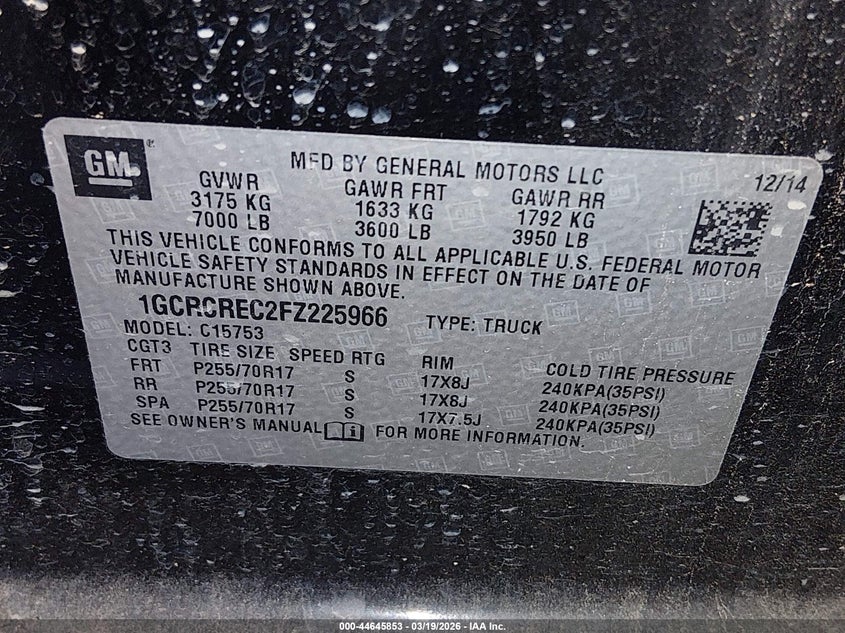 GM
MFD BY GENERAL MOTORS LLC
12/14
GVWR GAWR FRT GAWR RR
3175 KG 1633 KG 1792 KG
7000 LB 3600 LB 3950 LB
THIS VEHICLE CONFORMS TO ALL APPLICABLE U.S. FEDERAL MOTOR
VEHICLE SAFETY STANDARDS IN EFFECT ON THE DATE OF
MANUFACTURE SHOWN ABOVE.
1GCRCREC2FZ225966 TYPE: TRUCK
MODEL: C15753
CGT3 TIRE SIZE SPEED RTG RIM COLD TIRE PRESSURE
FRT P255/70R17 S 17X8J 240KPA(35PSI)
RR P255/70R17 S 17X8J 240KPA(35PSI)
SPA P255/70R17 S 17X7.5J 240KPA(35PSI)
SEE OWNER'S MANUAL FOR MORE INFORMATION.
000-44645853 — 03/19/2026 — IAA Inc.